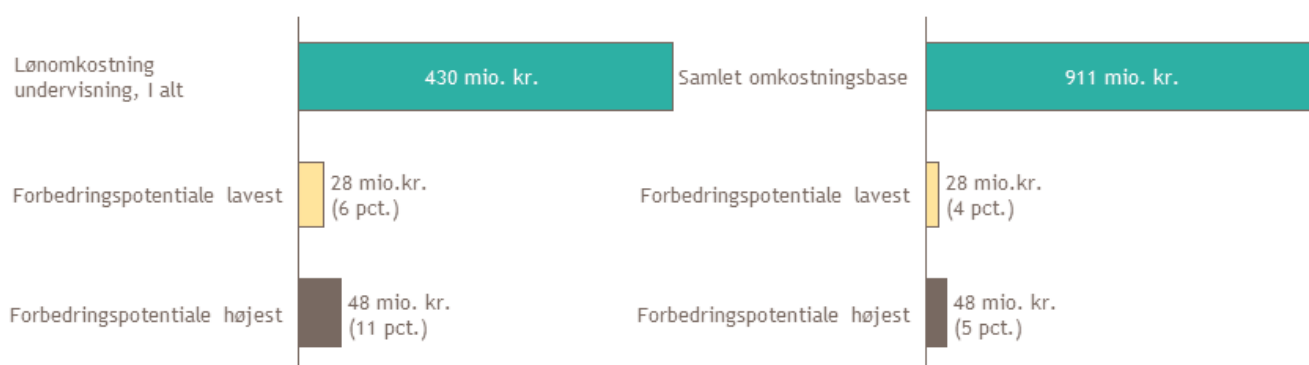 Lønomkostning
undervisning, I alt
430 mio. kr.
Forbedringspotentiale lavest
28 mio.kr.
(6 pct.)
Forbedringspotentiale højest
48 mio. kr.
(11 pct.)
Samlet omkostningsbase
911 mio. kr.
Forbedringspotentiale lavest
28 mio.kr.
(4 pct.)
Forbedringspotentiale højest
48 mio. kr.
(5 pct.)